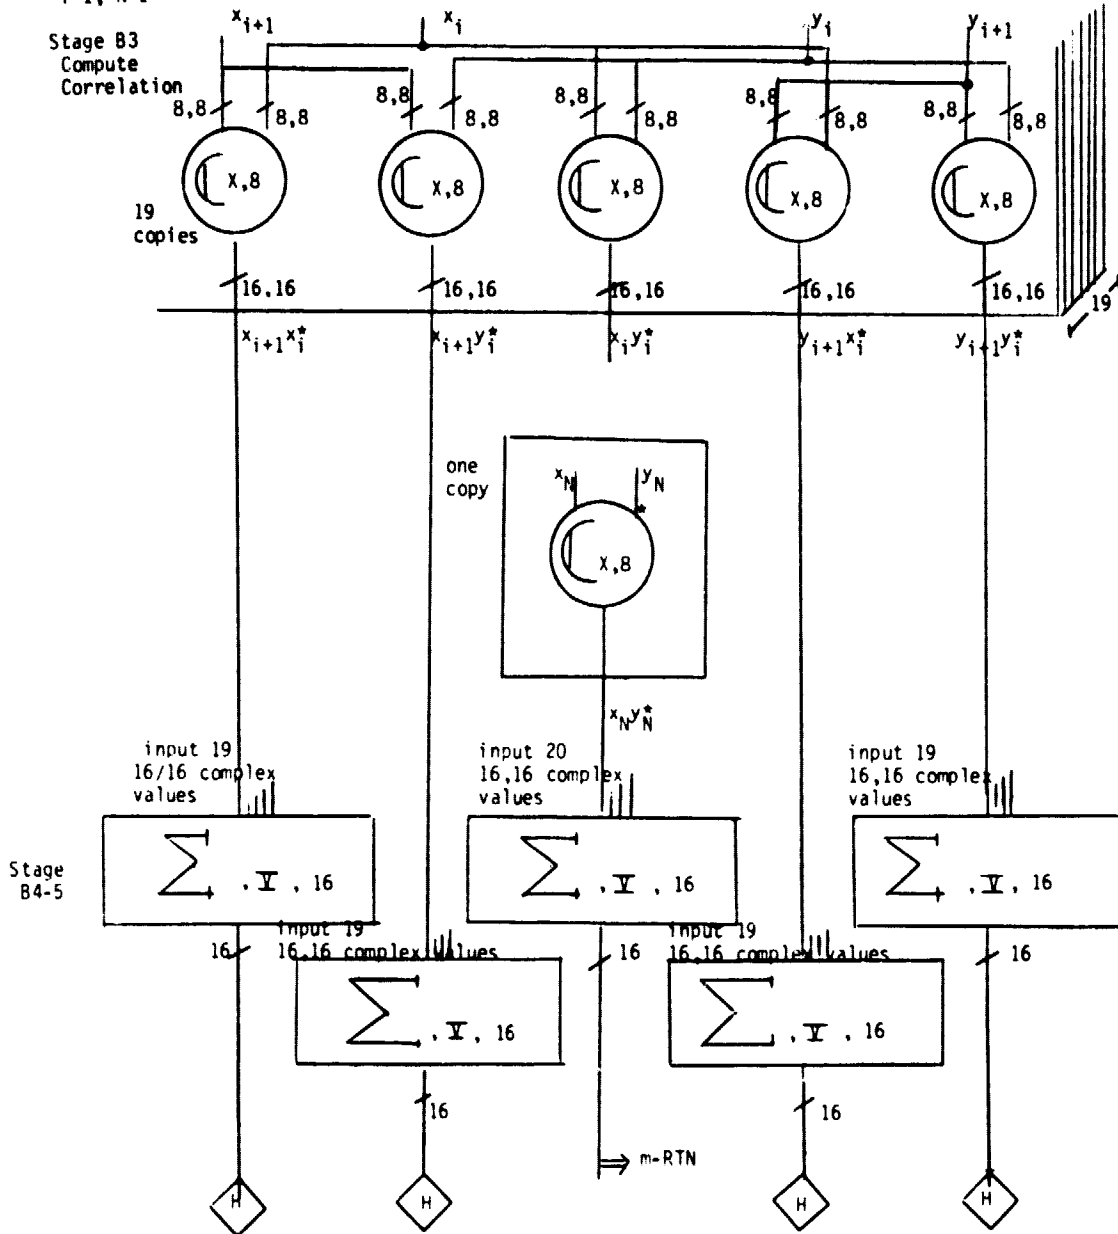 x_{i+1} x_i y_i y_{i+1}
Stage B3
Compute
Correlation
8,8 8,8 8,8 8,8 8,8 8,8 8,8 8,8 8,8 8,8
X,8 X,8 X,8 X,8 X,8
19
copies
16,16 16,16 16,16 16,16 16,16
19
x_{i+1}x_i^* x_{i+1}y_i^* x_i y_i^* y_{i+1}x_i^* y_{i+1}y_i^*
one
copy
x_N y_N
*
X,8
x_N y_N^*
input 19
16/16 complex
values
input 20
16,16 complex
values
input 19
16,16 complex
values
Stage
B4-5
Σ , V , 16
Σ , V , 16
Σ , V , 16
16 16 16
input 19
16,16 complex values
input 19
16,16 complex values
Σ , V, 16
Σ , V, 16
16 16
⇒ m-RTN
H H H H